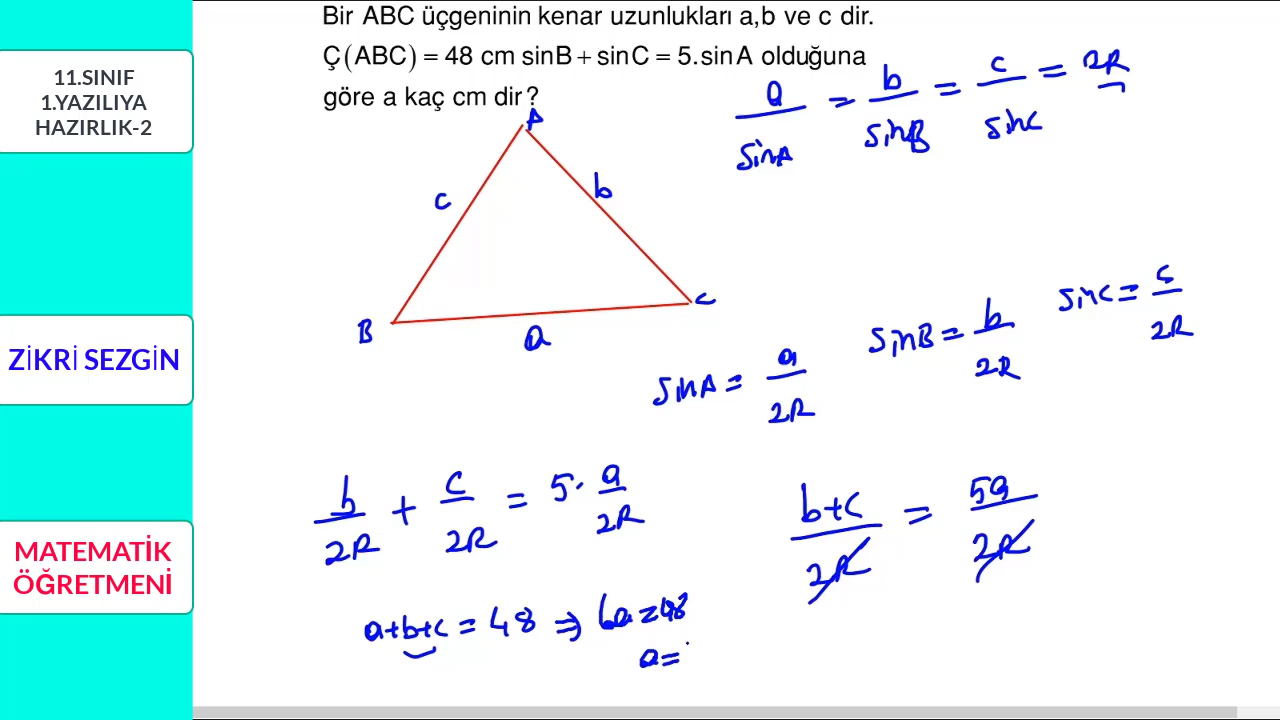 Bir ABC üçgeninin kenar uzunlukları a,b ve c dir.
Ç(ABC) = 48 cm sinB + sinC = 5.sinA olduğuna
göre a kaç cm dir?
11.SINIF
1.YAZILIYA
HAZIRLIK-2
ZİKRİ SEZGİN
MATEMATİK
ÖĞRETMENİ
a/sinA = b/sinB = c/sinC = 2R
A
c
b
B
a
C
sinA = a/2R
sinB = b/2R
sinC = c/2R
b/2R + c/2R = 5· a/2R
b+c/2R = 5a/2R
a+b+c = 48 ⇒ 6a = 48
a =